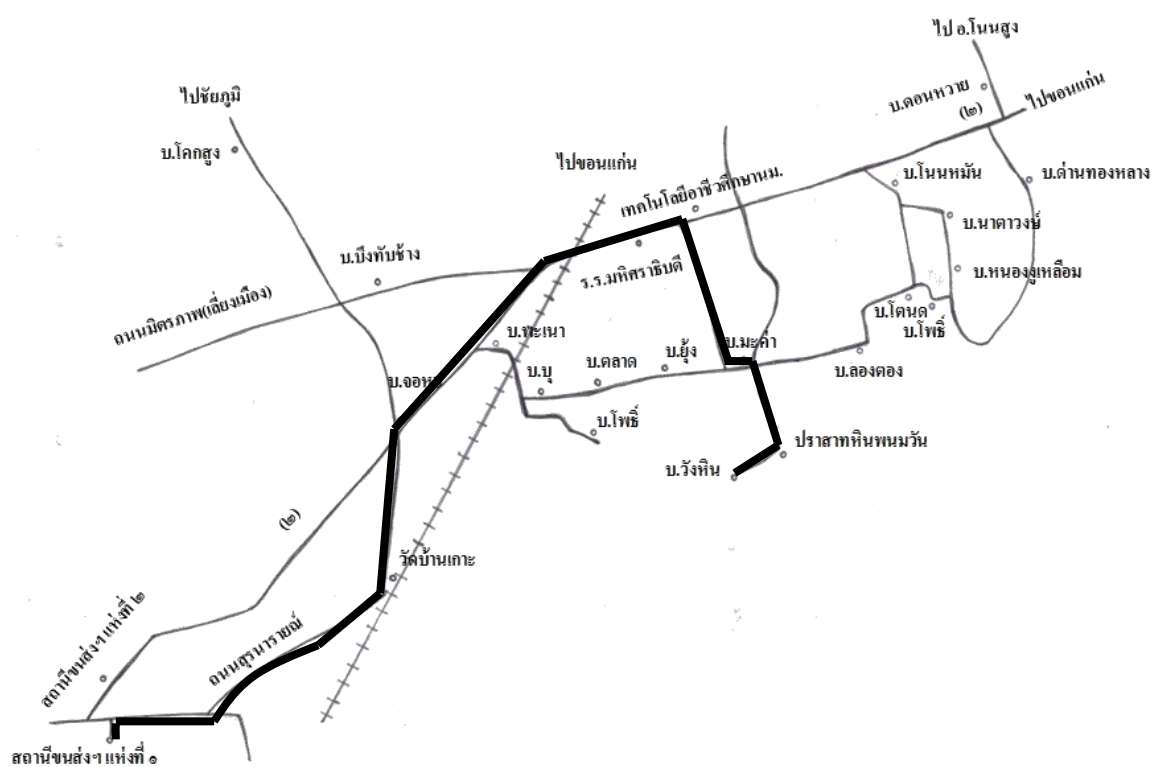 ไป อ.โนนสูง
บ.ดอนหวาย
ไปขอนแก่น
(๒)
ไปชัยภูมิ
บ.โคกสูง
ไปขอนแก่น
เทคโนโลยีอาชีวศึกษานม.
บ.โนนหมัน
บ.ด่านทองหลาง
บ.นาตาวงษ์
บ.บึงทับช้าง
ร.ร.มหิศราธิบดี
บ.หนองงูเหลือม
ถนนมิตรภาพ(เลี่ยงเมือง)
บ.โตนด
บ.โพธิ์
บ.ทะเนา
บ.มะค่า
บ.ยุ้ง
บ.ตลาด
บ.บุ
บ.ลองตอง
บ.จอหอ
บ.โพธิ์
ปราสาทหินพนมวัน
บ.วังหิน
(๒)
วัดบ้านเกาะ
ถนนสุรนารายณ์
สถานีขนส่งฯ แห่งที่ ๒
สถานีขนส่งฯ แห่งที่ ๑